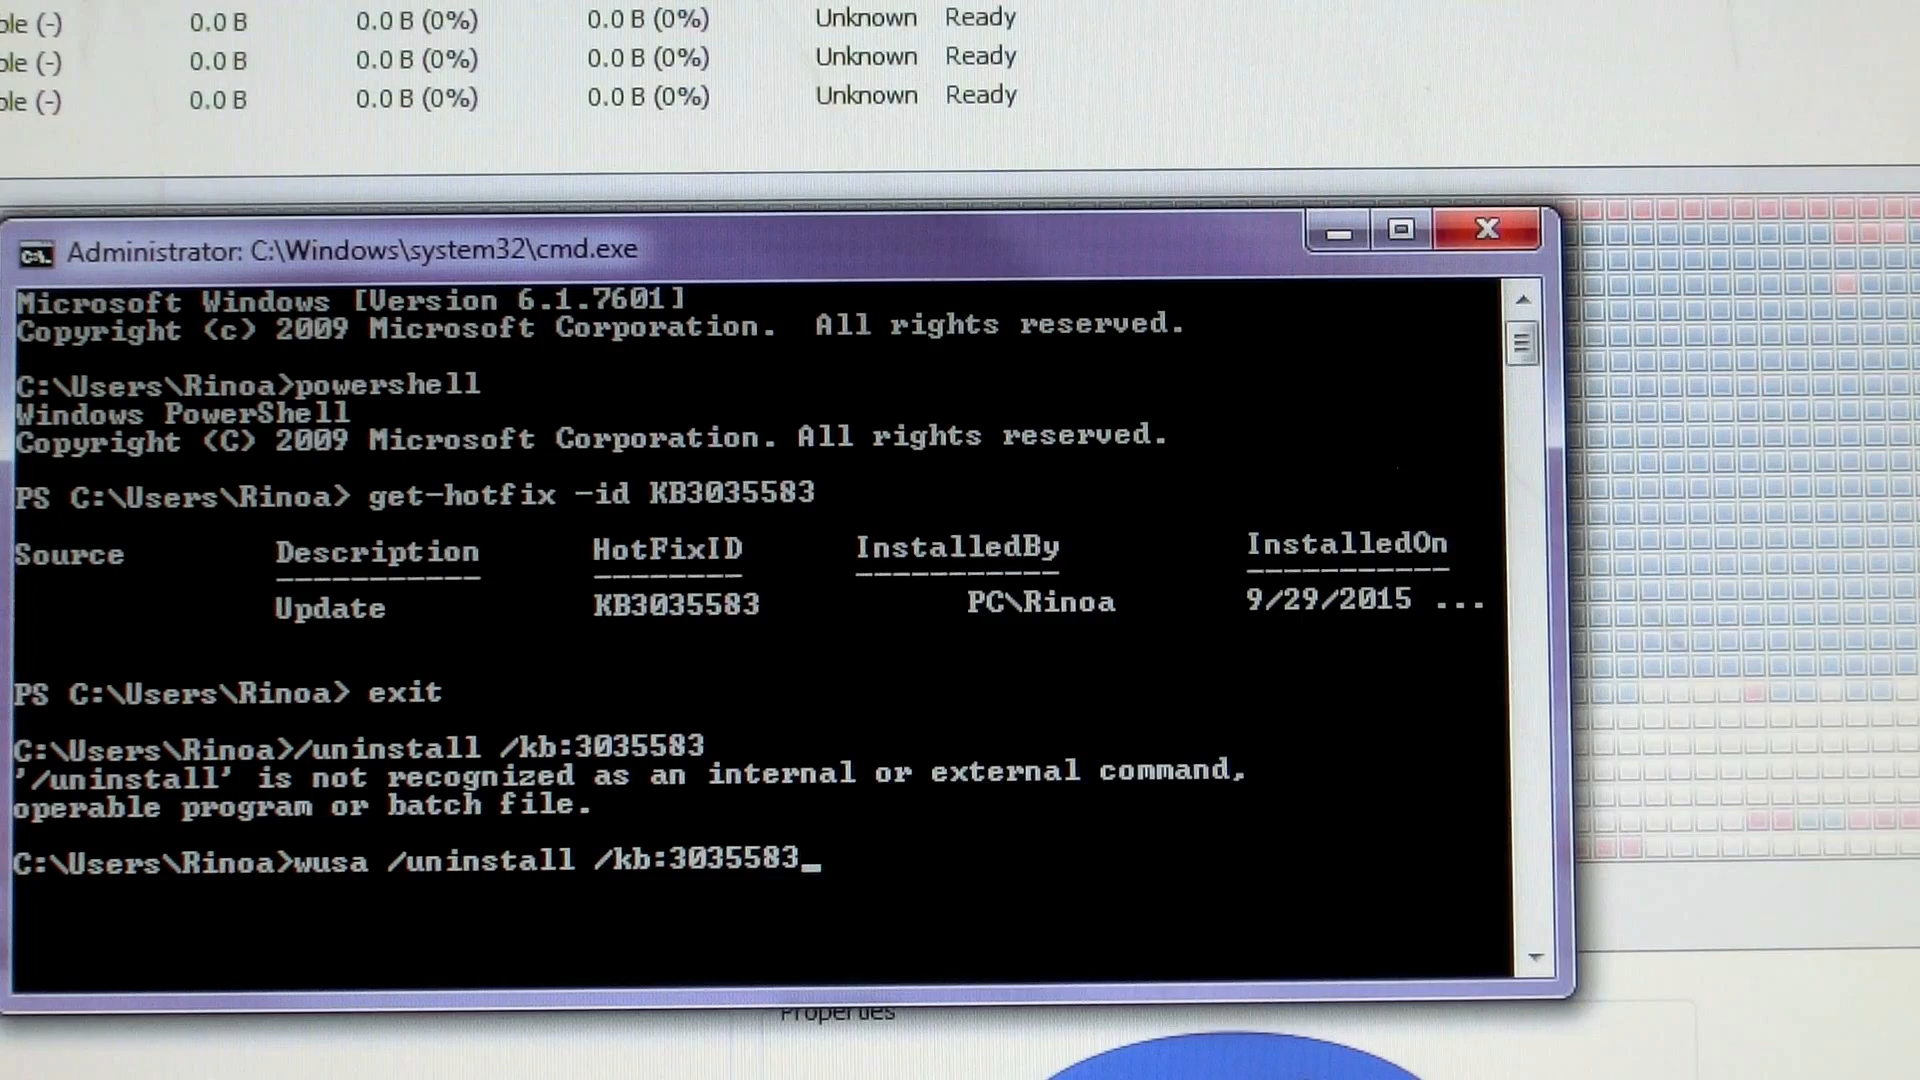 ole (-) 0.0 B 0.0 B (0%) 0.0 B (0%) Unknown Ready
ole (-) 0.0 B 0.0 B (0%) 0.0 B (0%) Unknown Ready
ole (-) 0.0 B 0.0 B (0%) 0.0 B (0%) Unknown Ready
C:\. Administrator: C:\Windows\system32\cmd.exe
Microsoft Windows [Version 6.1.7601]
Copyright (c) 2009 Microsoft Corporation. All rights reserved.
C:\Users\Rinoa>powershell
Windows PowerShell
Copyright (C) 2009 Microsoft Corporation. All rights reserved.
PS C:\Users\Rinoa> get-hotfix -id KB3035583
Source Description HotFixID InstalledBy InstalledOn
----------- -------- ----------- -----------
Update KB3035583 PC\Rinoa 9/29/2015 ...
PS C:\Users\Rinoa> exit
C:\Users\Rinoa>/uninstall /kb:3035583
'/uninstall' is not recognized as an internal or external command,
operable program or batch file.
C:\Users\Rinoa>wusa /uninstall /kb:3035583_
Properties